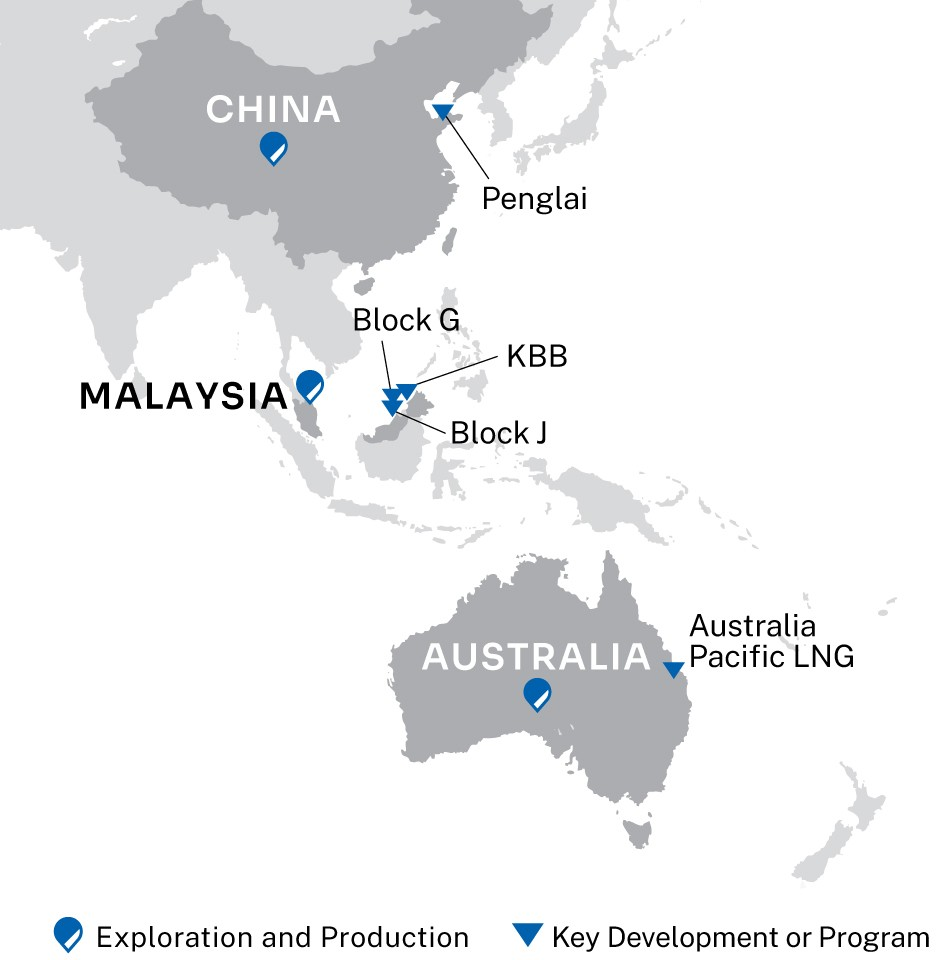 CHINA
Penglai
Block G
KBB
MALAYSIA
Block J
Australia
Pacific LNG
AUSTRALIA
Exploration and Production
Key Development or Program